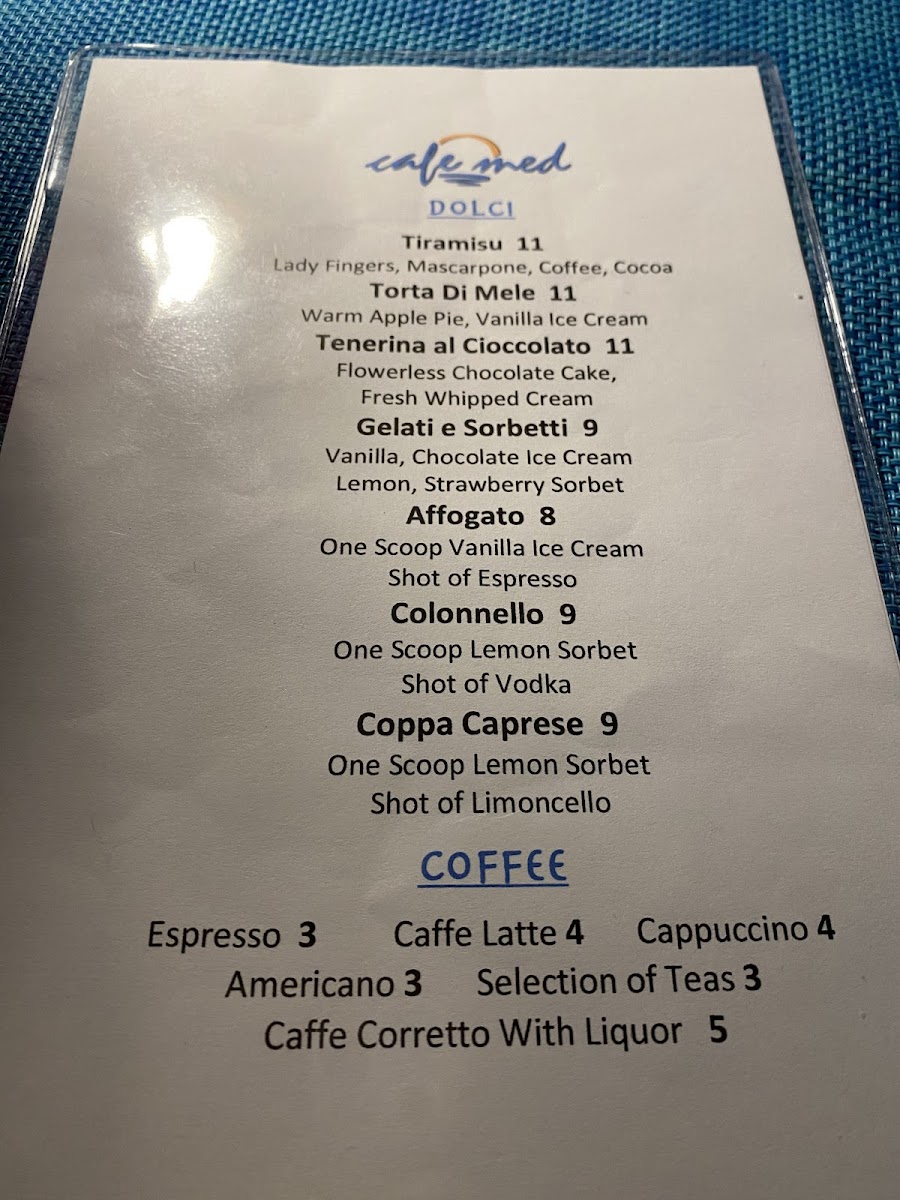 cafe med
DOLCI
Tiramisu 11
Lady Fingers, Mascarpone, Coffee, Cocoa
Torta Di Mele 11
Warm Apple Pie, Vanilla Ice Cream
Tenerina al Cioccolato 11
Flowerless Chocolate Cake,
Fresh Whipped Cream
Gelati e Sorbetti 9
Vanilla, Chocolate Ice Cream
Lemon, Strawberry Sorbet
Affogato 8
One Scoop Vanilla Ice Cream
Shot of Espresso
Colonnello 9
One Scoop Lemon Sorbet
Shot of Vodka
Coppa Caprese 9
One Scoop Lemon Sorbet
Shot of Limoncello
COFFEE
Espresso 3 Caffe Latte 4 Cappuccino 4
Americano 3 Selection of Teas 3
Caffe Corretto With Liquor 5